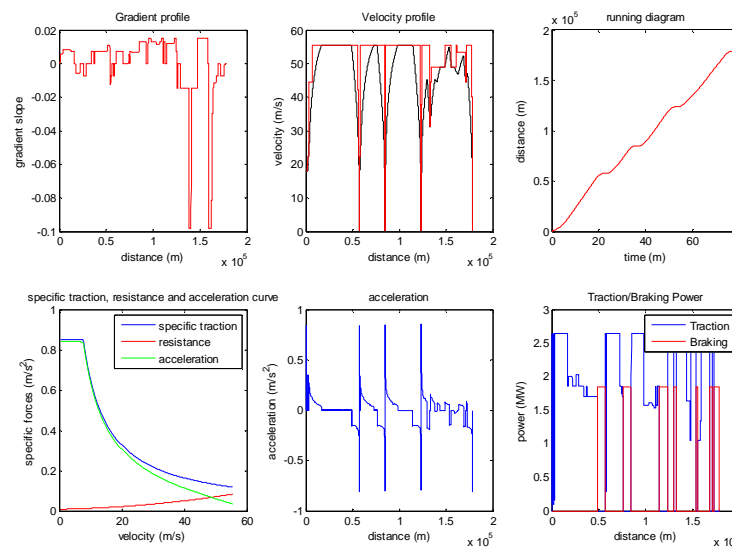 Gradient profile
0.02
0
-0.02
-0.04
-0.06
-0.08
-0.1
gradient slope
0 0.5 1 1.5 2
distance (m)
x 10^5
Velocity profile
60
50
40
30
20
10
0
velocity (m/s)
0 0.5 1 1.5 2
distance (m)
x 10^5
running diagram
x 10^5
2
1.5
1
0.5
0
distance (m)
0 20 40 60
time (m)
specific traction, resistance and acceleration curve
specific traction
resistance
acceleration
1
0.8
0.6
0.4
0.2
0
specific forces (m/s^2)
0 20 40 60
velocity (m/s)
acceleration
1
0.5
0
-0.5
-1
acceleration (m/s^2)
0 0.5 1 1.5 2
distance (m)
x 10^5
Traction/Braking Power
Traction
Braking
3
2.5
2
1.5
1
0.5
0
power (MW)
0 0.5 1 1.5
distance (m)
x 10